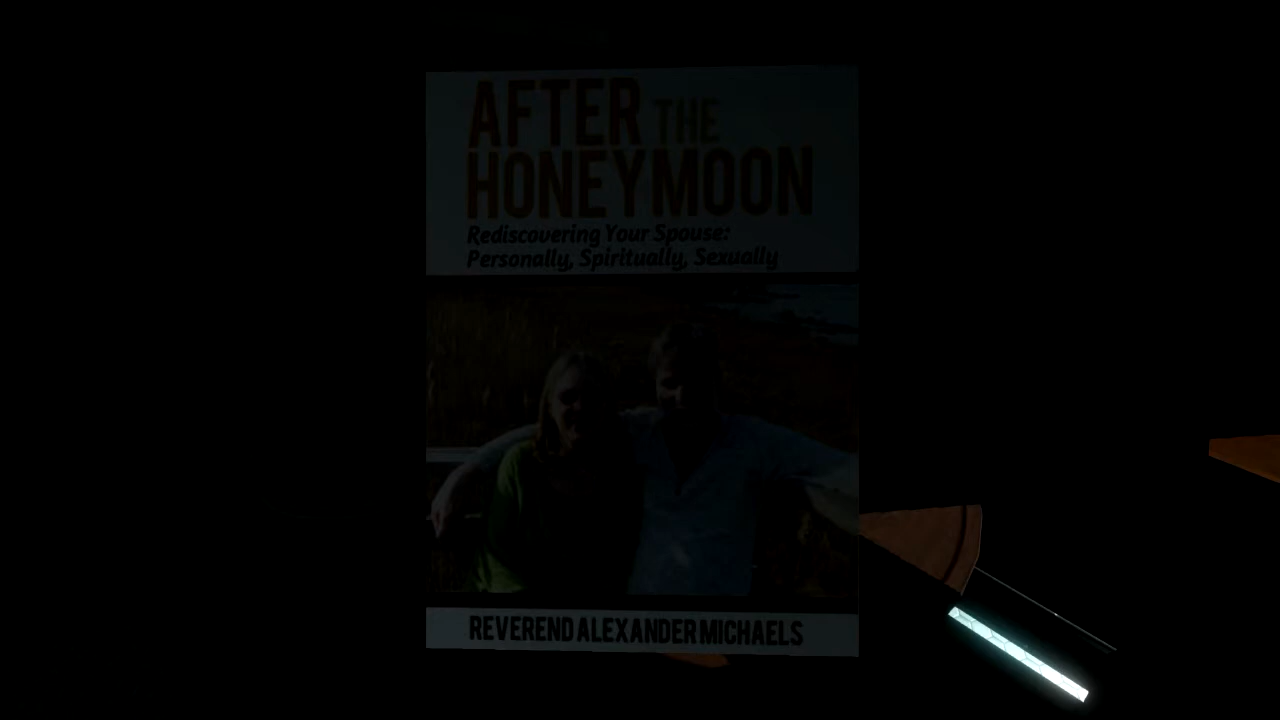 AFTER THE
HONEYMOON
Rediscovering Your Spouse:
Personally, Spiritually, Sexually
REVEREND ALEXANDER MICHAELS